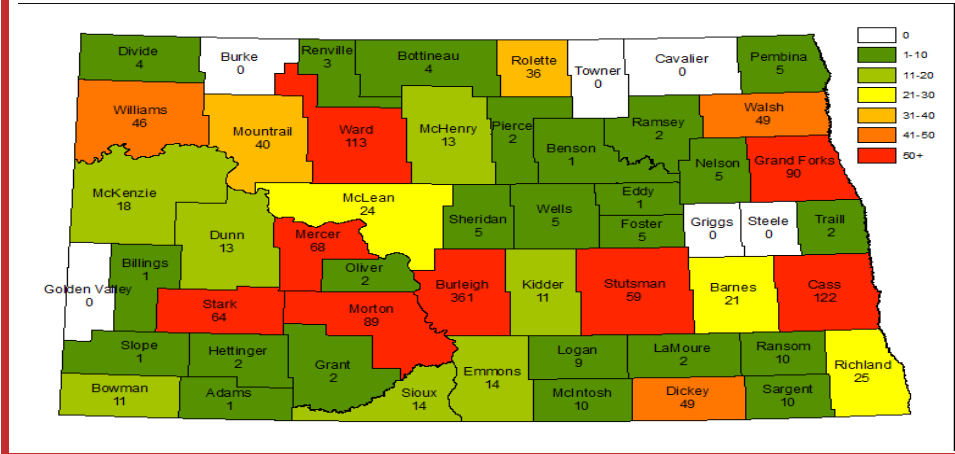 Divide
4
Burke
0
Renville
3
Bottineau
4
Rolette
36
Towner
0
Cavalier
0
Pembina
5
Williams
46
Mountrail
40
Ward
113
McHenry
13
Pierce
2
Benson
1
Ramsey
2
Walsh
49
Nelson
5
Grand Forks
90
McKenzie
18
Dunn
13
McLean
24
Mercer
68
Oliver
2
Sheridan
5
Wells
5
Eddy
1
Foster
5
Griggs
0
Steele
0
Traill
2
Golden Valley
0
Billings
1
Stark
64
Morton
89
Burleigh
361
Kidder
11
Stutsman
59
Barnes
21
Cass
122
Slope
1
Hettinger
2
Grant
2
Bowman
11
Adams
1
Sioux
14
Emmons
14
Logan
9
McIntosh
10
LaMoure
2
Dickey
49
Ransom
10
Sargent
10
Richland
25
0
1-10
11-20
21-30
31-40
41-50
50+